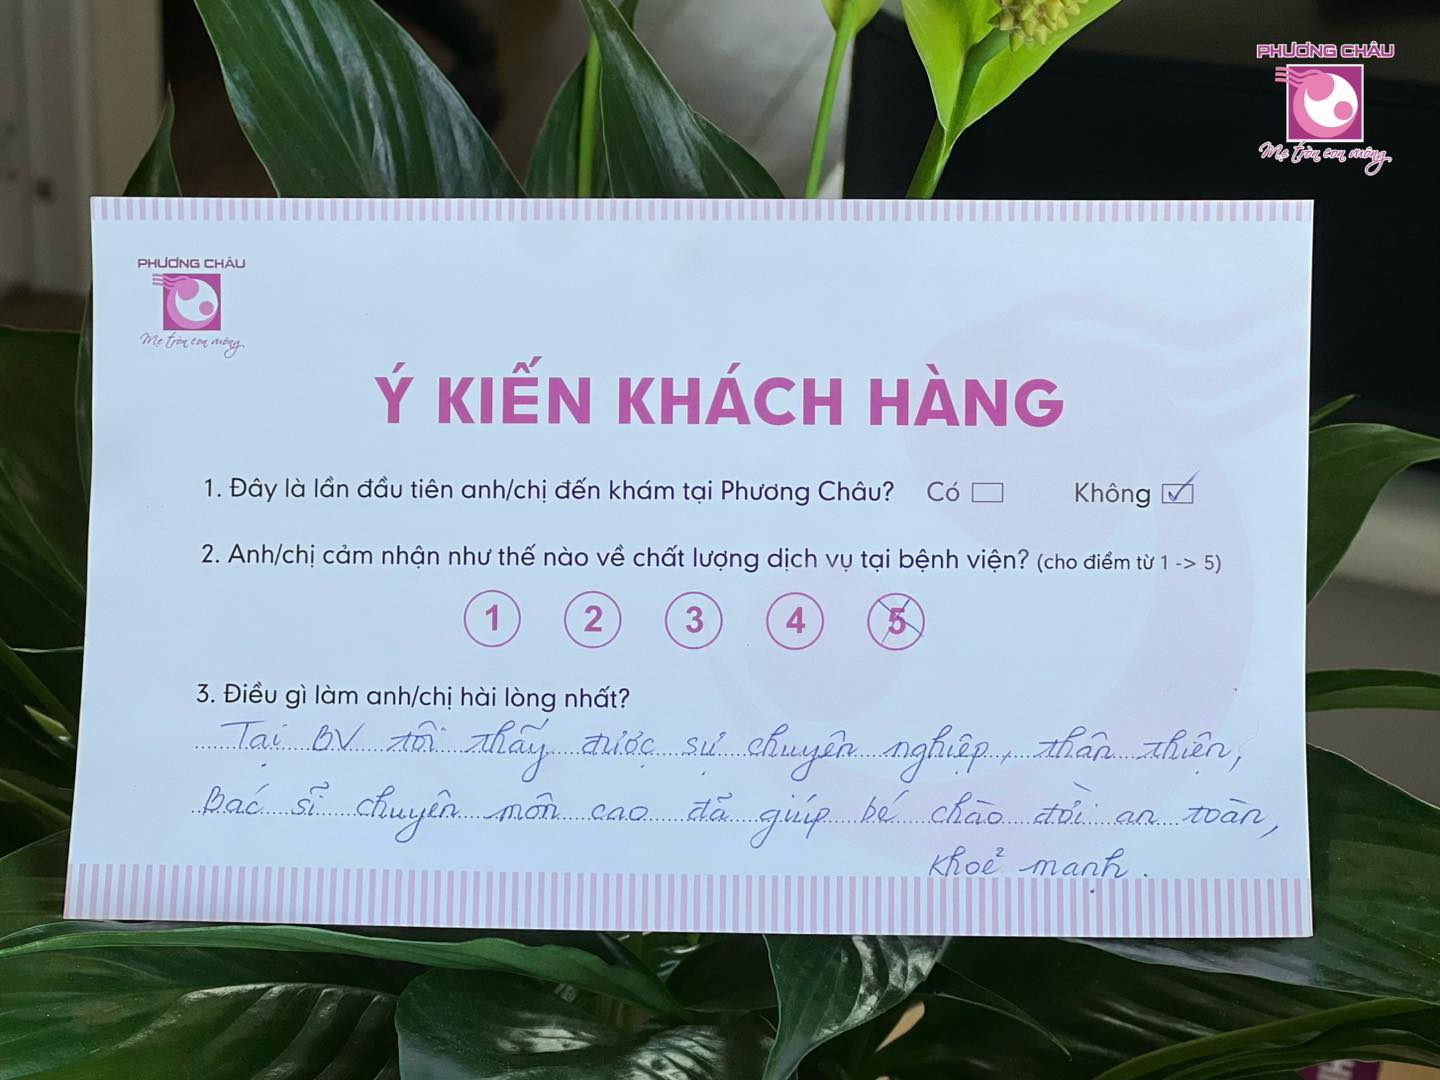 PHƯƠNG CHÂU
Mẹ tròn con vuông
PHƯƠNG CHÂU
Mẹ tròn con vuông
Ý KIẾN KHÁCH HÀNG
1. Đây là lần đầu tiên anh/chị đến khám tại Phương Châu? Có Không
2. Anh/chị cảm nhận như thế nào về chất lượng dịch vụ tại bệnh viện? (cho điểm từ 1 -> 5)
1 2 3 4 5
3. Điều gì làm anh/chị hài lòng nhất?
Tại BV tôi thấy được sự chuyên nghiệp, thân thiện,
Bác sĩ chuyên môn cao đã giúp bé chào đời an toàn,
khoẻ mạnh.